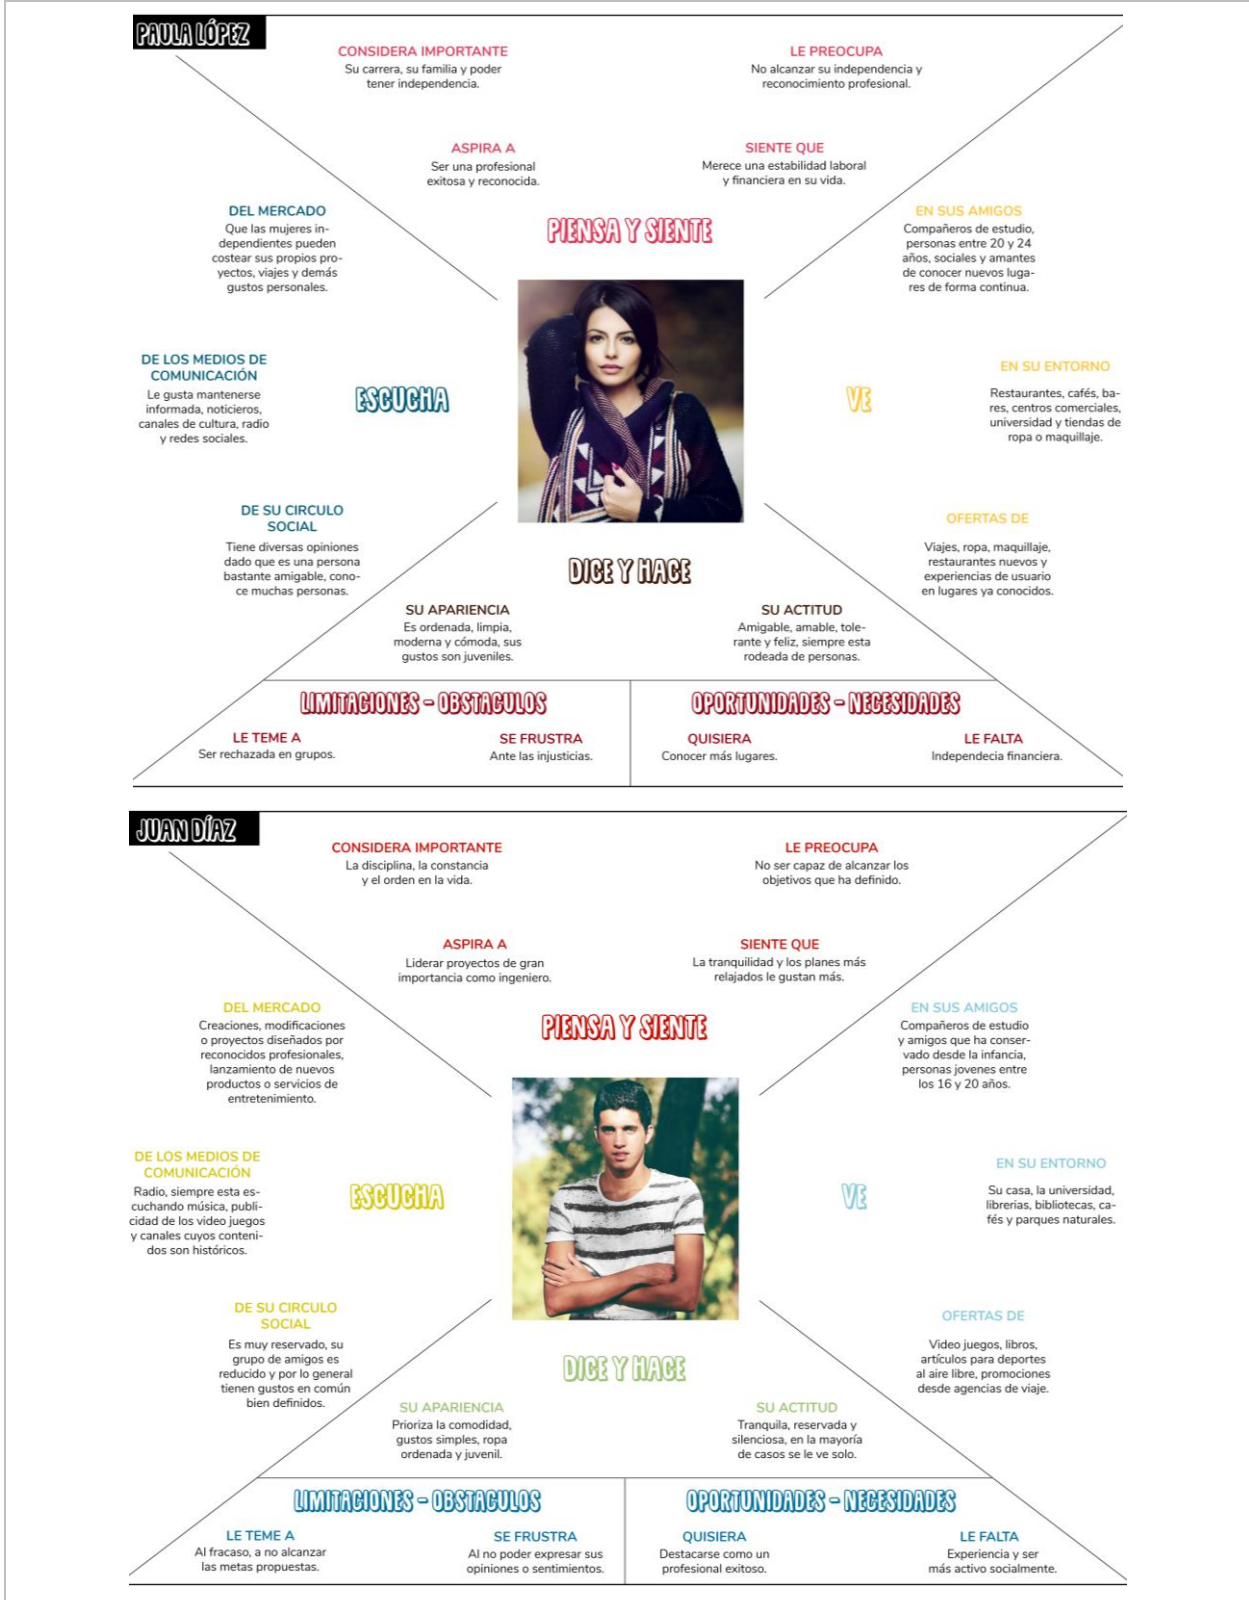 PAULA LÓPEZ
CONSIDERA IMPORTANTE
Su carrera, su familia y poder
tener independencia.
LE PREOCUPA
No alcanzar su independencia y
reconocimiento profesional.
ASPIRA A
Ser una profesional
exitosa y reconocida.
SIENTE QUE
Merece una estabilidad laboral
y financiera en su vida.
PIENSA Y SIENTE
DEL MERCADO
Que las mujeres in-
dependientes pueden
costear sus propios pro-
yectos, viajes y demás
gustos personales.
EN SUS AMIGOS
Compañeros de estudio,
personas entre 20 y 24
años, sociales y amantes
de conocer nuevos luga-
res de forma continua.
DE LOS MEDIOS DE
COMUNICACIÓN
Le gusta mantenerse
informada, noticieros,
canales de cultura, radio
y redes sociales.
ESCUCHA
VE
EN SU ENTORNO
Restaurantes, cafés, ba-
res, centros comerciales,
universidad y tiendas de
ropa o maquillaje.
DE SU CIRCULO
SOCIAL
Tiene diversas opiniones
dado que es una persona
bastante amigable, cono-
ce muchas personas.
OFERTAS DE
Viajes, ropa, maquillaje,
restaurantes nuevos y
experiencias de usuario
en lugares ya conocidos.
DICE Y HACE
SU APARIENCIA
Es ordenada, limpia,
moderna y cómoda, sus
gustos son juveniles.
SU ACTITUD
Amigable, amable, tole-
rante y feliz, siempre esta
rodeada de personas.
LIMITACIONES - OBSTACULOS
LE TEME A
Ser rechazada en grupos.
SE FRUSTRA
Ante las injusticias.
OPORTUNIDADES - NECESIDADES
QUISIERA
Conocer más lugares.
LE FALTA
Independecia financiera.
JUAN DÍAZ
CONSIDERA IMPORTANTE
La disciplina, la constancia
y el orden en la vida.
LE PREOCUPA
No ser capaz de alcanzar los
objetivos que ha definido.
ASPIRA A
Liderar proyectos de gran
importancia como ingeniero.
SIENTE QUE
La tranquilidad y los planes más
relajados le gustan más.
PIENSA Y SIENTE
DEL MERCADO
Creaciones, modificaciones
o proyectos diseñados por
reconocidos profesionales,
lanzamiento de nuevos
productos o servicios de
entretenimiento.
EN SUS AMIGOS
Compañeros de estudio
y amigos que ha conser-
vado desde la infancia,
personas jovenes entre
los 16 y 20 años.
DE LOS MEDIOS DE
COMUNICACIÓN
Radio, siempre esta es-
cuchando música, publi-
cidad de los video juegos
y canales cuyos conteni-
dos son históricos.
ESCUCHA
VE
EN SU ENTORNO
Su casa, la universidad,
librerias, bibliotecas, ca-
fés y parques naturales.
DE SU CIRCULO
SOCIAL
Es muy reservado, su
grupo de amigos es
reducido y por lo general
tienen gustos en común
bien definidos.
OFERTAS DE
Video juegos, libros,
artículos para deportes
al aire libre, promociones
desde agencias de viaje.
DICE Y HACE
SU APARIENCIA
Prioriza la comodidad,
gustos simples, ropa
ordenada y juvenil.
SU ACTITUD
Tranquila, reservada y
silenciosa, en la mayoría
de casos se le ve solo.
LIMITACIONES - OBSTACULOS
LE TEME A
Al fracaso, a no alcanzar
las metas propuestas.
SE FRUSTRA
Al no poder expresar sus
opiniones o sentimientos.
OPORTUNIDADES - NECESIDADES
QUISIERA
Destacarse como un
profesional exitoso.
LE FALTA
Experiencia y ser
más activo socialmente.